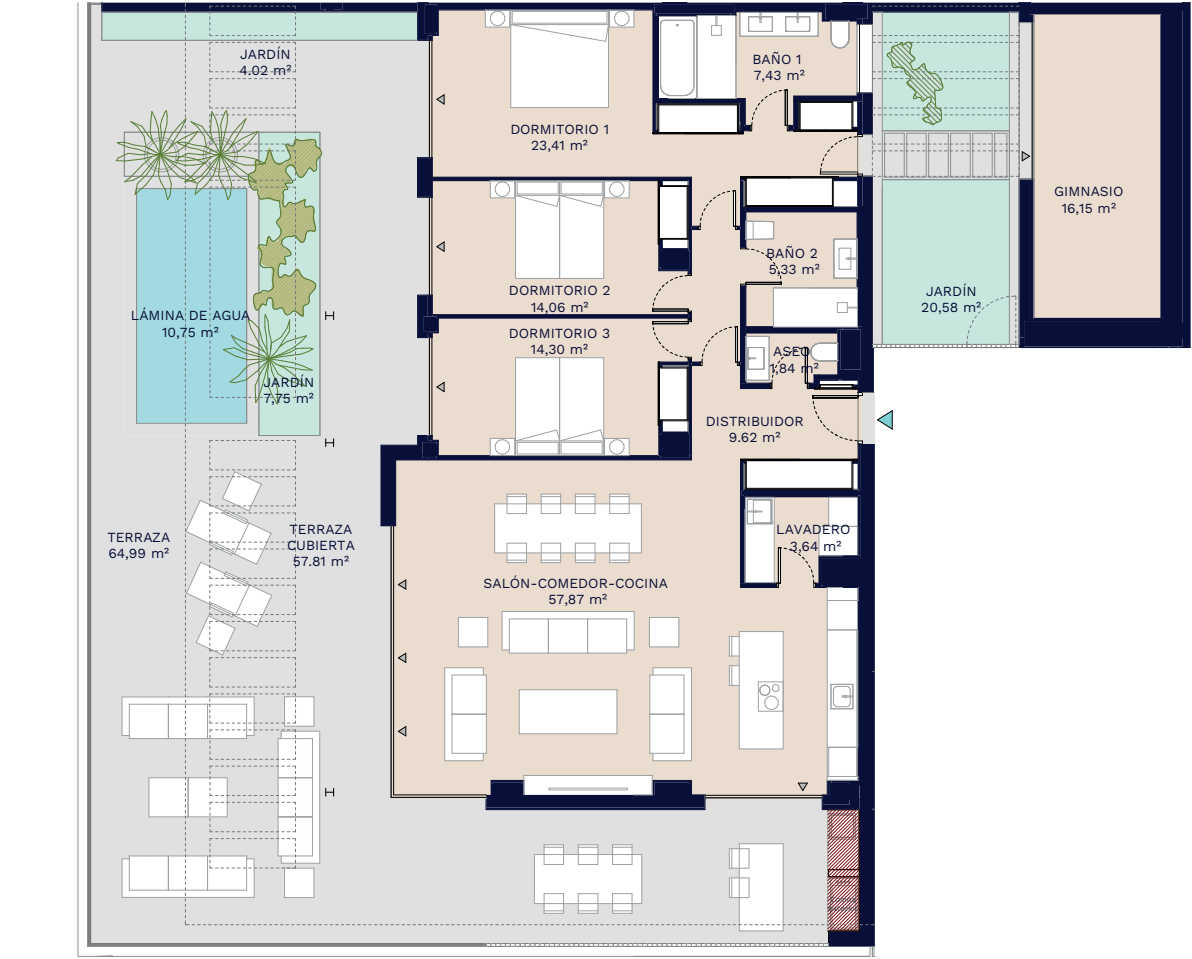 JARDÍN
4.02 m²
DORMITORIO 1
23,41 m²
BAÑO 1
7,43 m²
GIMNASIO
16,15 m²
BAÑO 2
5,33 m²
DORMITORIO 2
14,06 m²
JARDÍN
20,58 m²
LÁMINA DE AGUA
10,75 m²
DORMITORIO 3
14,30 m²
ASEO
1,84 m²
JARDÍN
7,75 m²
DISTRIBUIDOR
9.62 m²
TERRAZA
64,99 m²
TERRAZA
CUBIERTA
57.81 m²
LAVADERO
3,64 m²
SALÓN-COMEDOR-COCINA
57,87 m²